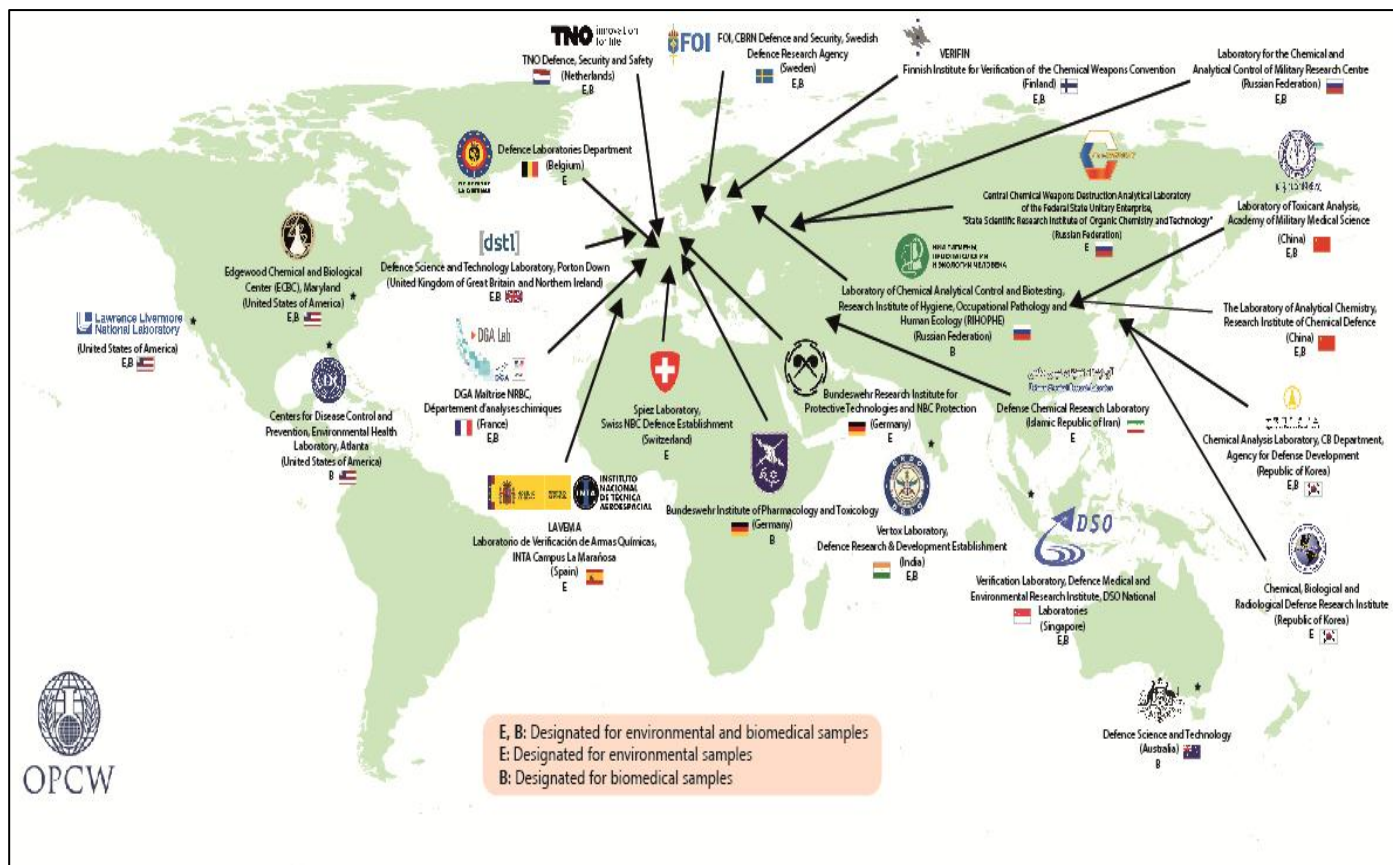 TNO innovation
for life
TNO Defence, Security and Safety
(Netherlands)
E,B
FOI
FOI, CBRN Defence and Security, Swedish
Defence Research Agency
(Sweden)
E,B
VERIFIN
Finnish Institute for Verification of the Chemical Weapons Convention
(Finland)
E,B
Laboratory for the Chemical and
Analytical Control of Military Research Centre
(Russian Federation)
E,B
Defence Laboratories Department
(Belgium)
E
Central Chemical Weapons Destruction Analytical Laboratory
of the Federal State Unitary Enterprise,
"State Scientific Research Institute of Organic Chemistry and Technology"
(Russian Federation)
E
Laboratory of Toxicant Analysis,
Academy of Military Medical Science
(China)
E,B
Edgewood Chemical and Biological
Center (ECBC), Maryland
(United States of America)
E,B
[dstl]
Defence Science and Technology Laboratory, Porton Down
(United Kingdom of Great Britain and Northern Ireland)
E,B
И ЭКОЛОГИИ ЧЕЛОВЕКА
Laboratory of Chemical Analytical Control and Biotesting,
Research Institute of Hygiene, Occupational Pathology and
Human Ecology (RIHOPHE)
(Russian Federation)
B
The Laboratory of Analytical Chemistry,
Research Institute of Chemical Defence
(China)
E,B
Lawrence Livermore
National Laboratory
(United States of America)
E,B
CDC
Centers for Disease Control and
Prevention, Environmental Health
Laboratory, Atlanta
(United States of America)
B
DGA Lab
DGA
DGA Maîtrise NRBC,
Département d'analyses chimiques
(France)
E,B
Spiez Laboratory,
Swiss NBC Defence Establishment
(Switzerland)
E
Bundeswehr Research Institute for
Protective Technologies and NBC Protection
(Germany)
E
Defense Chemical Research Laboratory
(Islamic Republic of Iran)
E
Chemical Analysis Laboratory, CB Department,
Agency for Defense Development
(Republic of Korea)
E,B
INTA
INSTITUTO
NACIONAL
DE TÉCNICA
AEROESPACIAL
LAVEMA
Laboratorio de Verificación de Armas Químicas,
INTA Campus La Marañosa
(Spain)
E
Bundeswehr Institute of Pharmacology and Toxicology
(Germany)
B
DRDO
Vertox Laboratory,
Defence Research & Development Establishment
(India)
E,B
DSO
Verification Laboratory, Defence Medical and
Environmental Research Institute, DSO National
Laboratories
(Singapore)
E,B
Chemical, Biological and
Radiological Defense Research Institute
(Republic of Korea)
E
Defence Science and Technology
(Australia)
B
OPCW
E, B: Designated for environmental and biomedical samples
E: Designated for environmental samples
B: Designated for biomedical samples